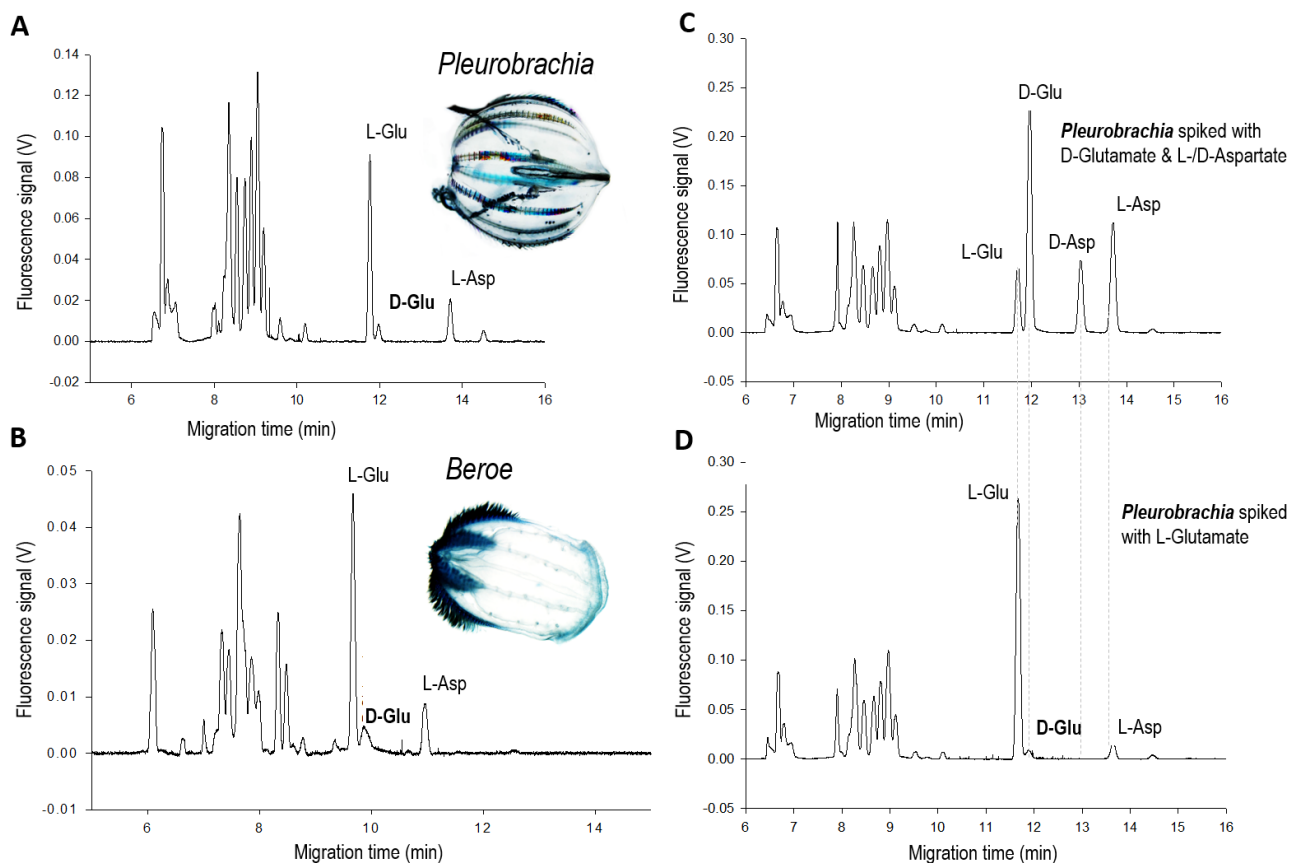 A
Pleurobrachia
Fluorescence signal (V)
0.14
0.12
0.10
0.08
0.06
0.04
0.02
0.00
-0.02
L-Glu
D-Glu
L-Asp
6 8 10 12 14 16
Migration time (min)
B
Beroe
Fluorescence signal (V)
0.05
0.04
0.03
0.02
0.01
0.00
-0.01
L-Glu
D-Glu
L-Asp
6 8 10 12 14
Migration time (min)
C
Fluorescence signal (V)
0.30
0.25
0.20
0.15
0.10
0.05
0.00
-0.05
D-Glu
Pleurobrachia spiked with
D-Glutamate & L-/D-Aspartate
L-Glu
D-Asp
L-Asp
6 7 8 9 10 11 12 13 14 15 16
Migration time (min)
D
Fluorescence signal (V)
0.30
0.25
0.20
0.15
0.10
0.05
0.00
-0.05
L-Glu
Pleurobrachia spiked
with L-Glutamate
D-Glu
L-Asp
6 7 8 9 10 11 12 13 14 15 16
Migration time (min)